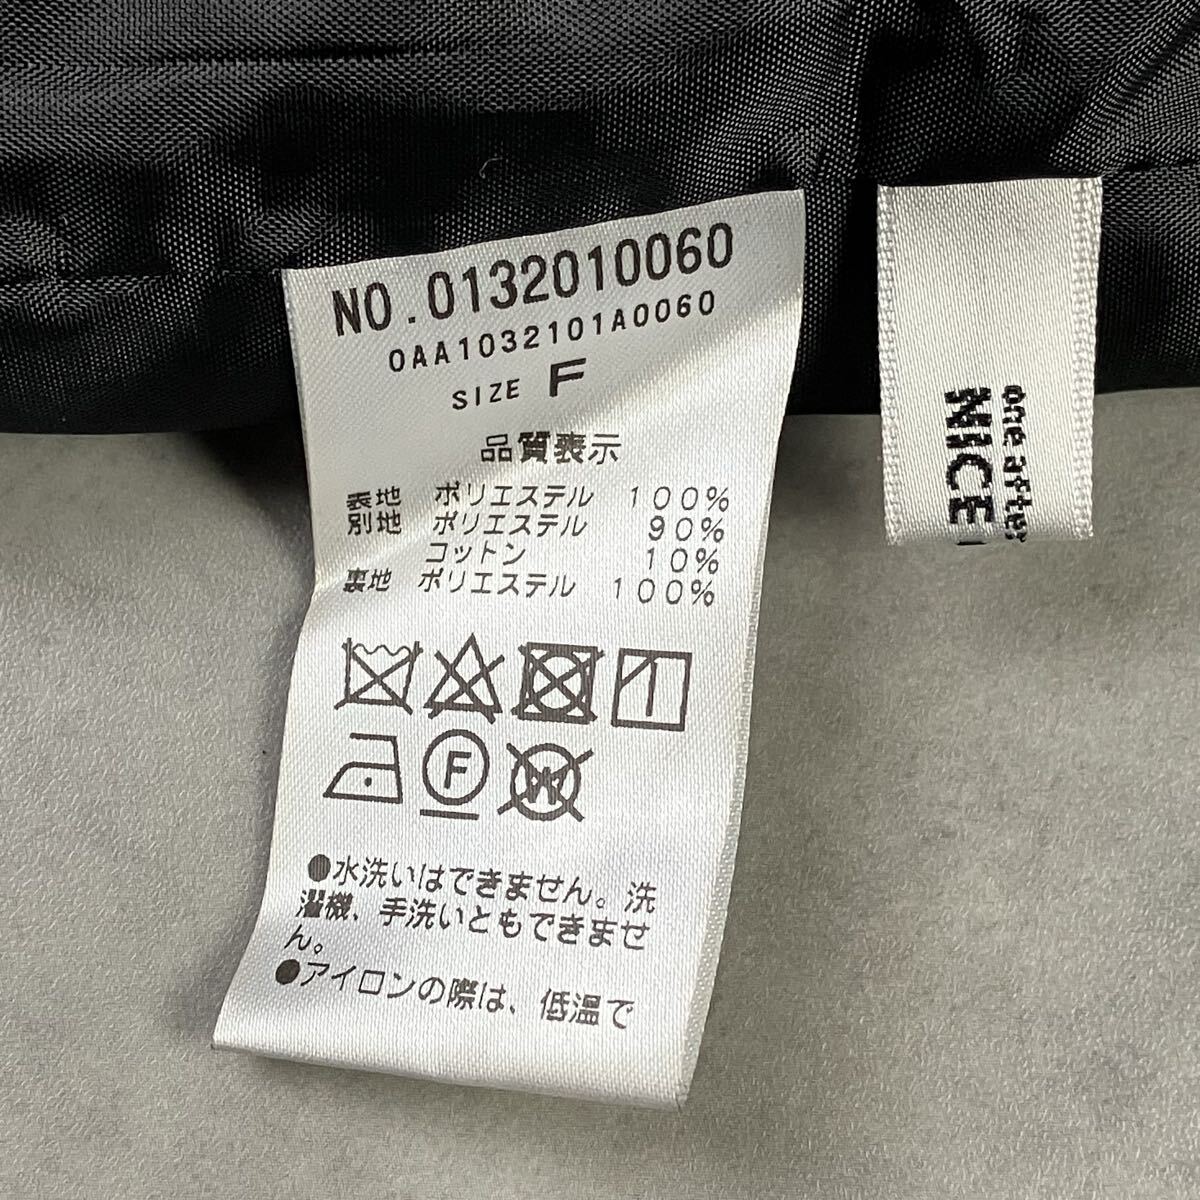 NO.0132010060
0AA1032101A0060
SIZE F
品質表示
表地 ポリエステル 100%
別地 ポリエステル 90%
コットン 10%
裏地 ポリエステル 100%
F
W
●水洗いはできません。洗
濯機、手洗いともできませ
ん。
●アイロンの際は、低温で
one after
NICE